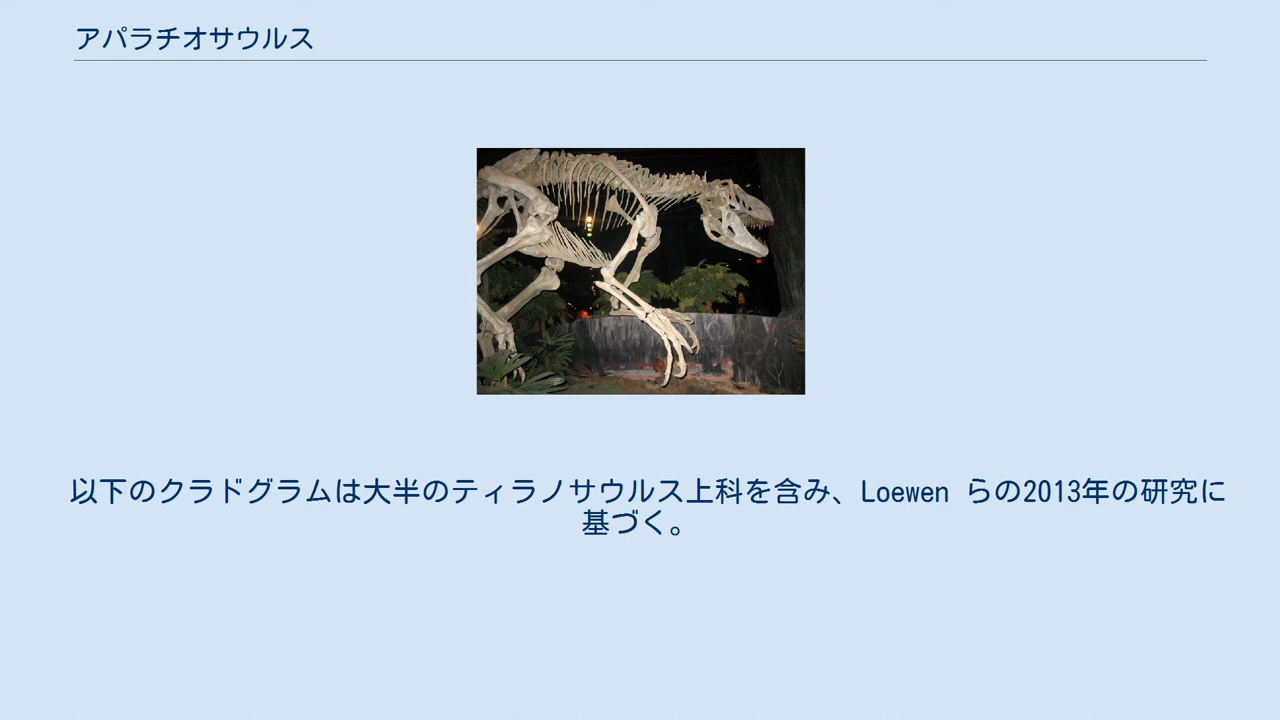 アパラチオサウルス
以下のクラドグラムは大半のティラノサウルス上科を含み、Loewen らの2013年の研究に
基づく。